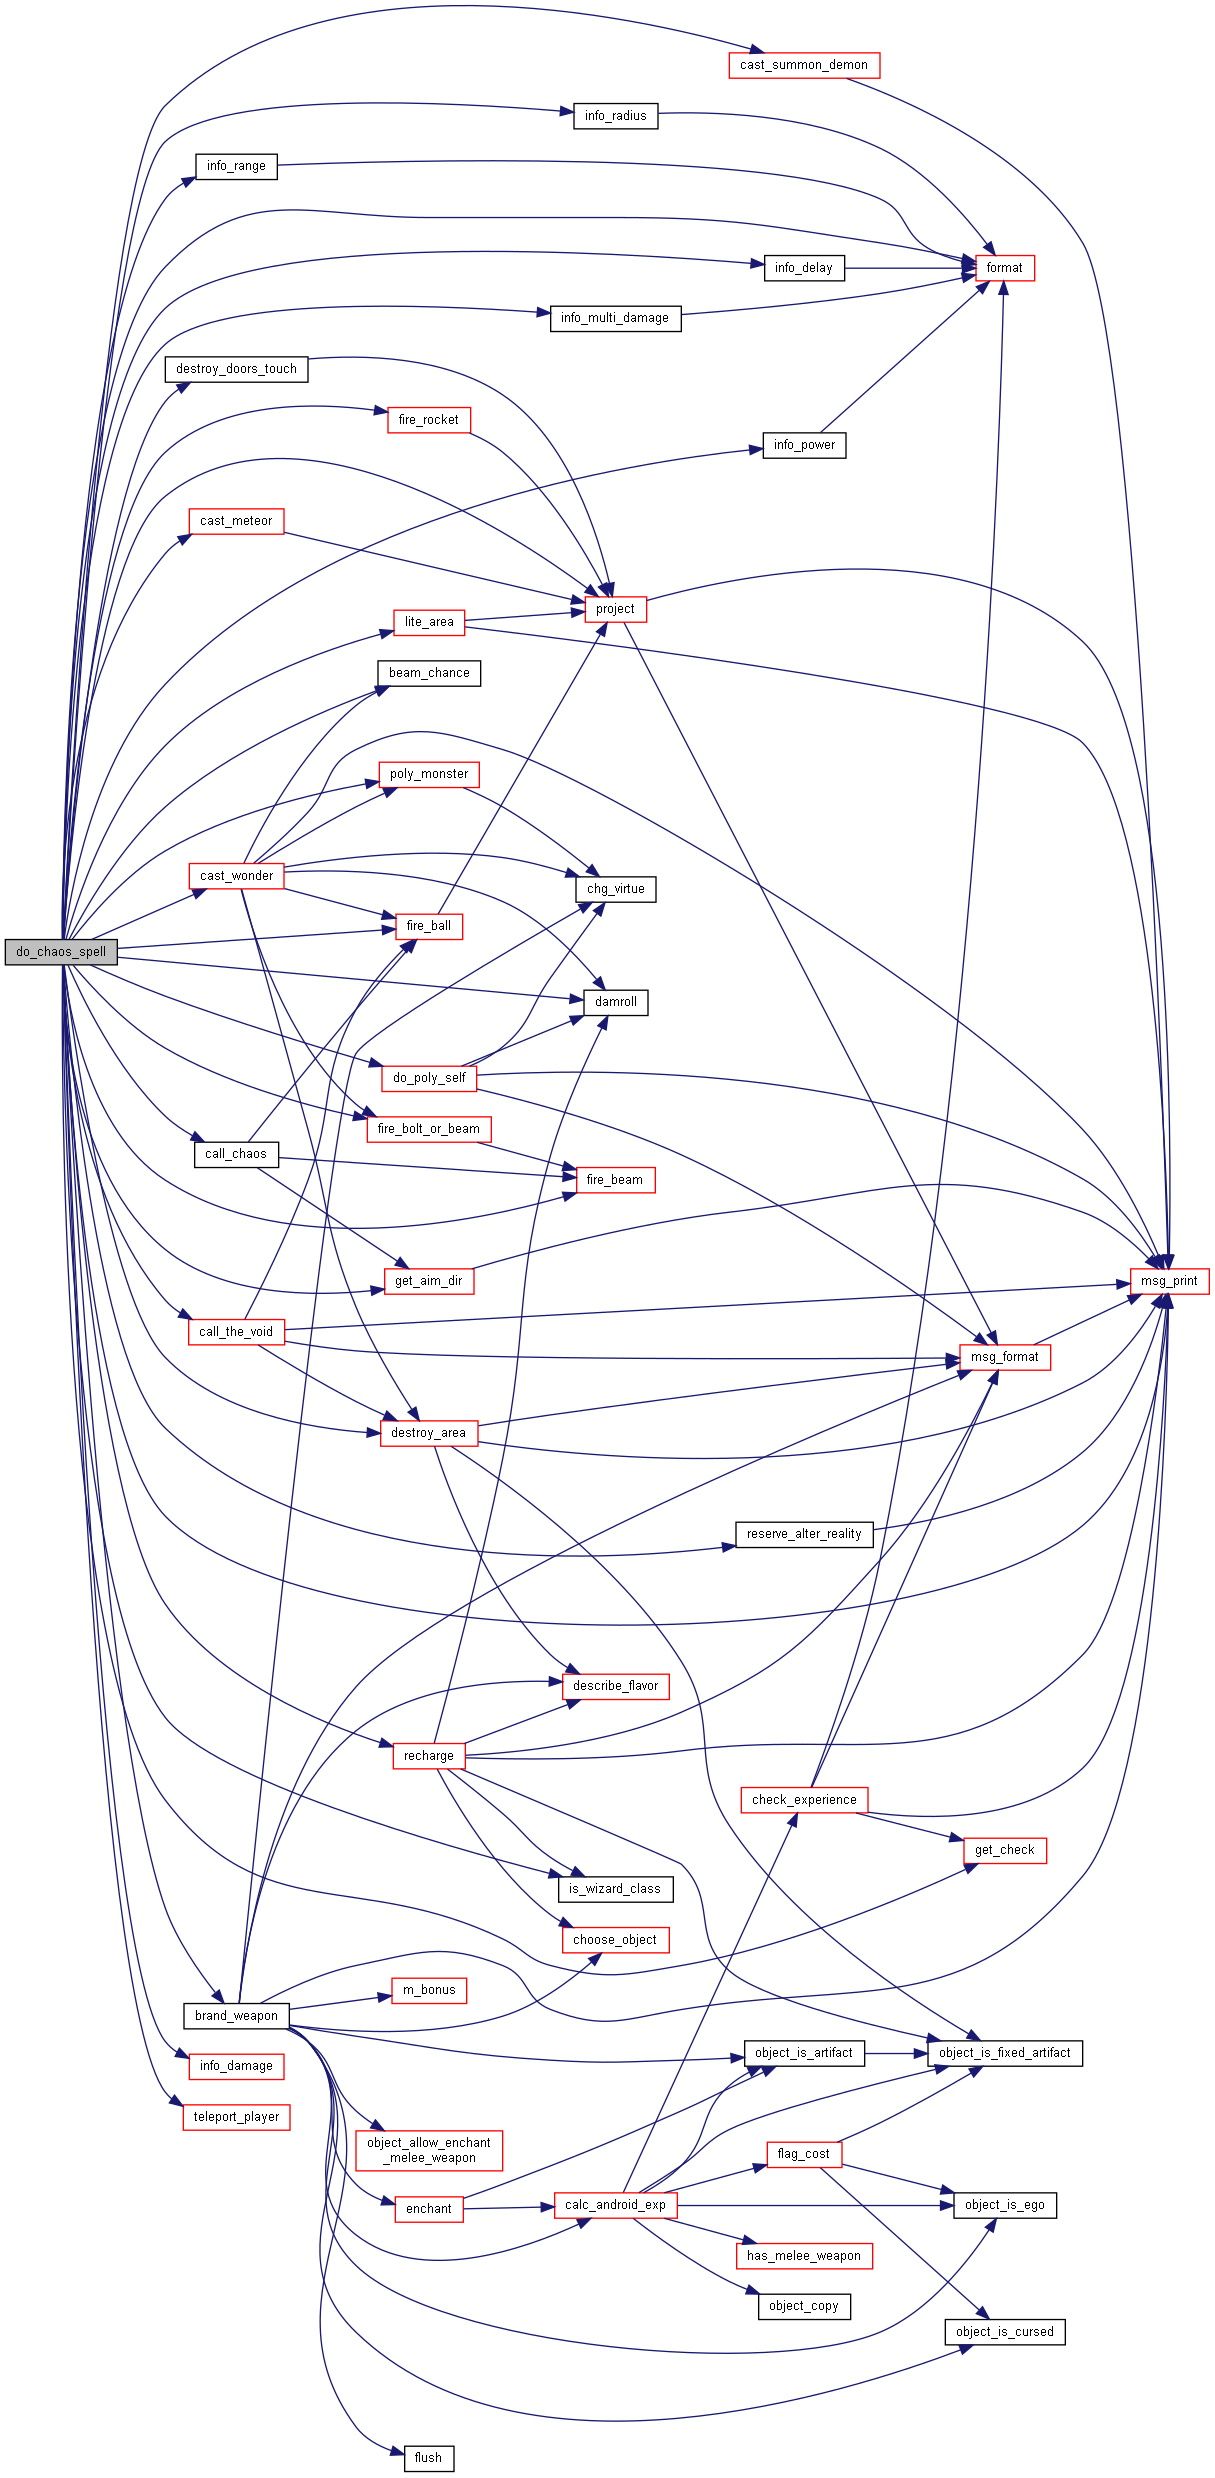 cast_summon_demon
info_radius
info_range
format
info_delay
info_multi_damage
destroy_doors_touch
fire_rocket
info_power
cast_meteor
project
lite_area
beam_chance
poly_monster
cast_wonder
chg_virtue
fire_ball
do_chaos_spell
damroll
do_poly_self
fire_bolt_or_beam
call_chaos
fire_beam
get_aim_dir
msg_print
call_the_void
msg_format
destroy_area
reserve_alter_reality
describe_flavor
recharge
check_experience
get_check
is_wizard_class
choose_object
m_bonus
brand_weapon
object_is_artifact
object_is_fixed_artifact
info_damage
teleport_player
object_allow_enchant
_melee_weapon
flag_cost
enchant
calc_android_exp
object_is_ego
has_melee_weapon
object_copy
object_is_cursed
flush